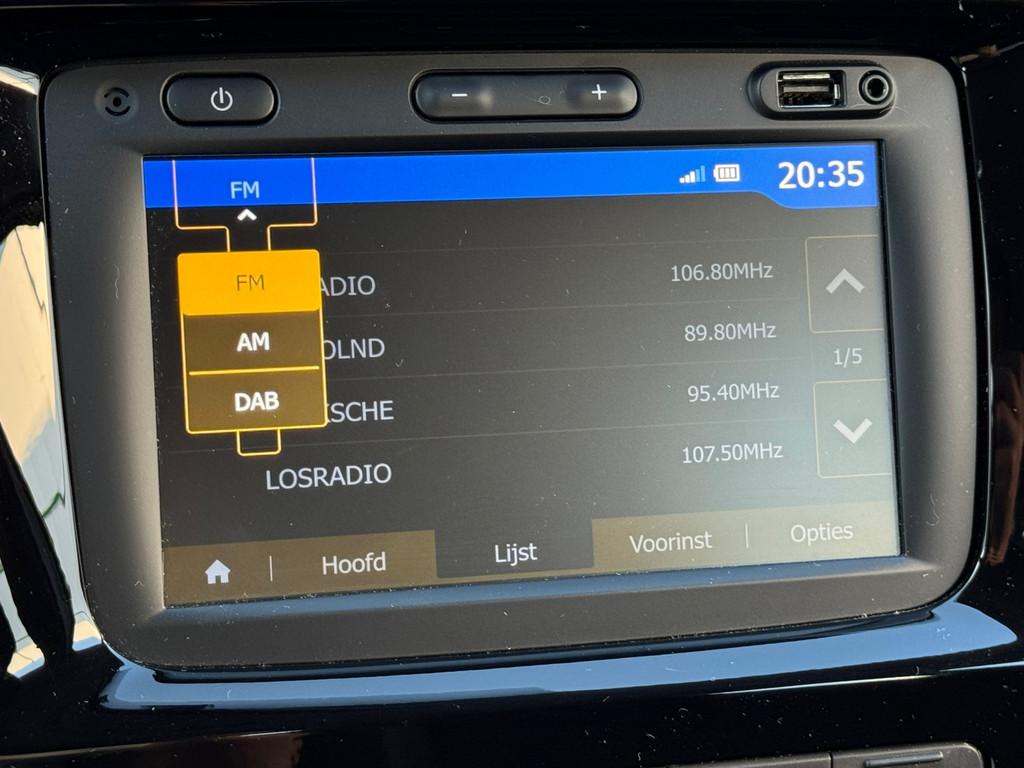 20:35
FM
FM
AM
DAB
ADIO 106.80MHz
OLND 89.80MHz
SCHE 95.40MHz
LOSRADIO 107.50MHz
1/5
Hoofd Lijst Voorinst Opties